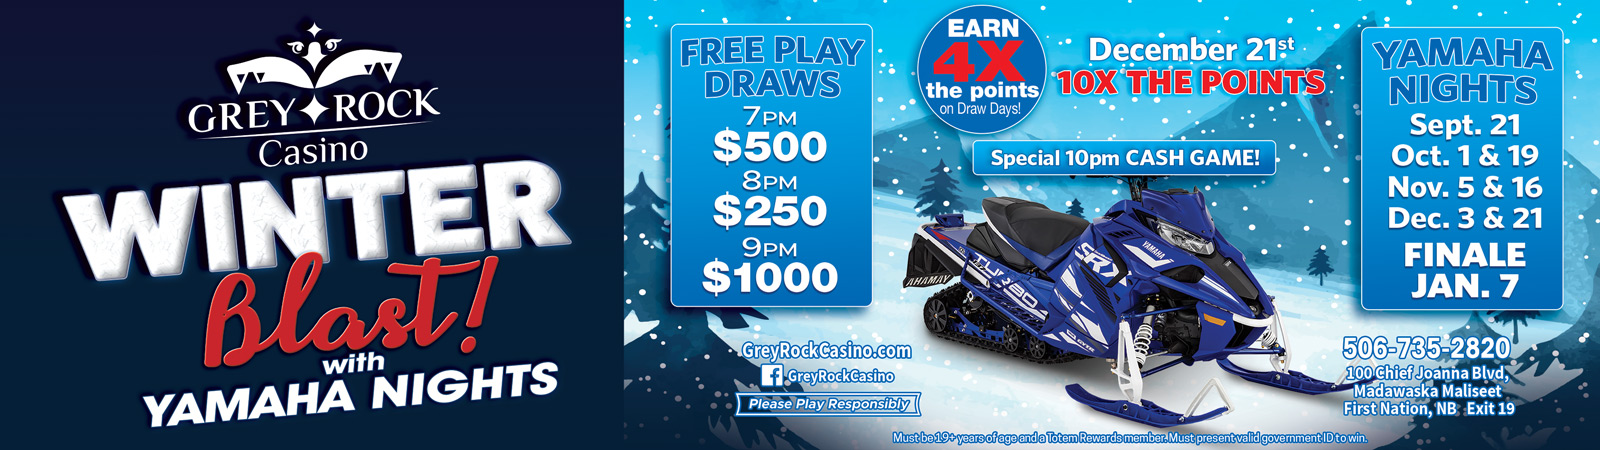 GREY ROCK
Casino
WINTER
Blast!
with
YAMAHA NIGHTS
FREE PLAY
DRAWS
7PM
$500
8PM
$250
9PM
$1000
GreyRockCasino.com
f GreyRockCasino
Please Play Responsibly
EARN
4X
the points
on Draw Days!
December 21st
10X THE POINTS
Special 10pm CASH GAME!
YAMAHA
SRX
TURBO
YAMAHA
YAMAHA
NIGHTS
Sept. 21
Oct. 1 & 19
Nov. 5 & 16
Dec. 3 & 21
FINALE
JAN. 7
506-735-2820
100 Chief Joanna Blvd,
Madawaska Maliseet
First Nation, NB Exit 19
Must be 19+ years of age and a Totem Rewards member. Must present valid government ID to win.